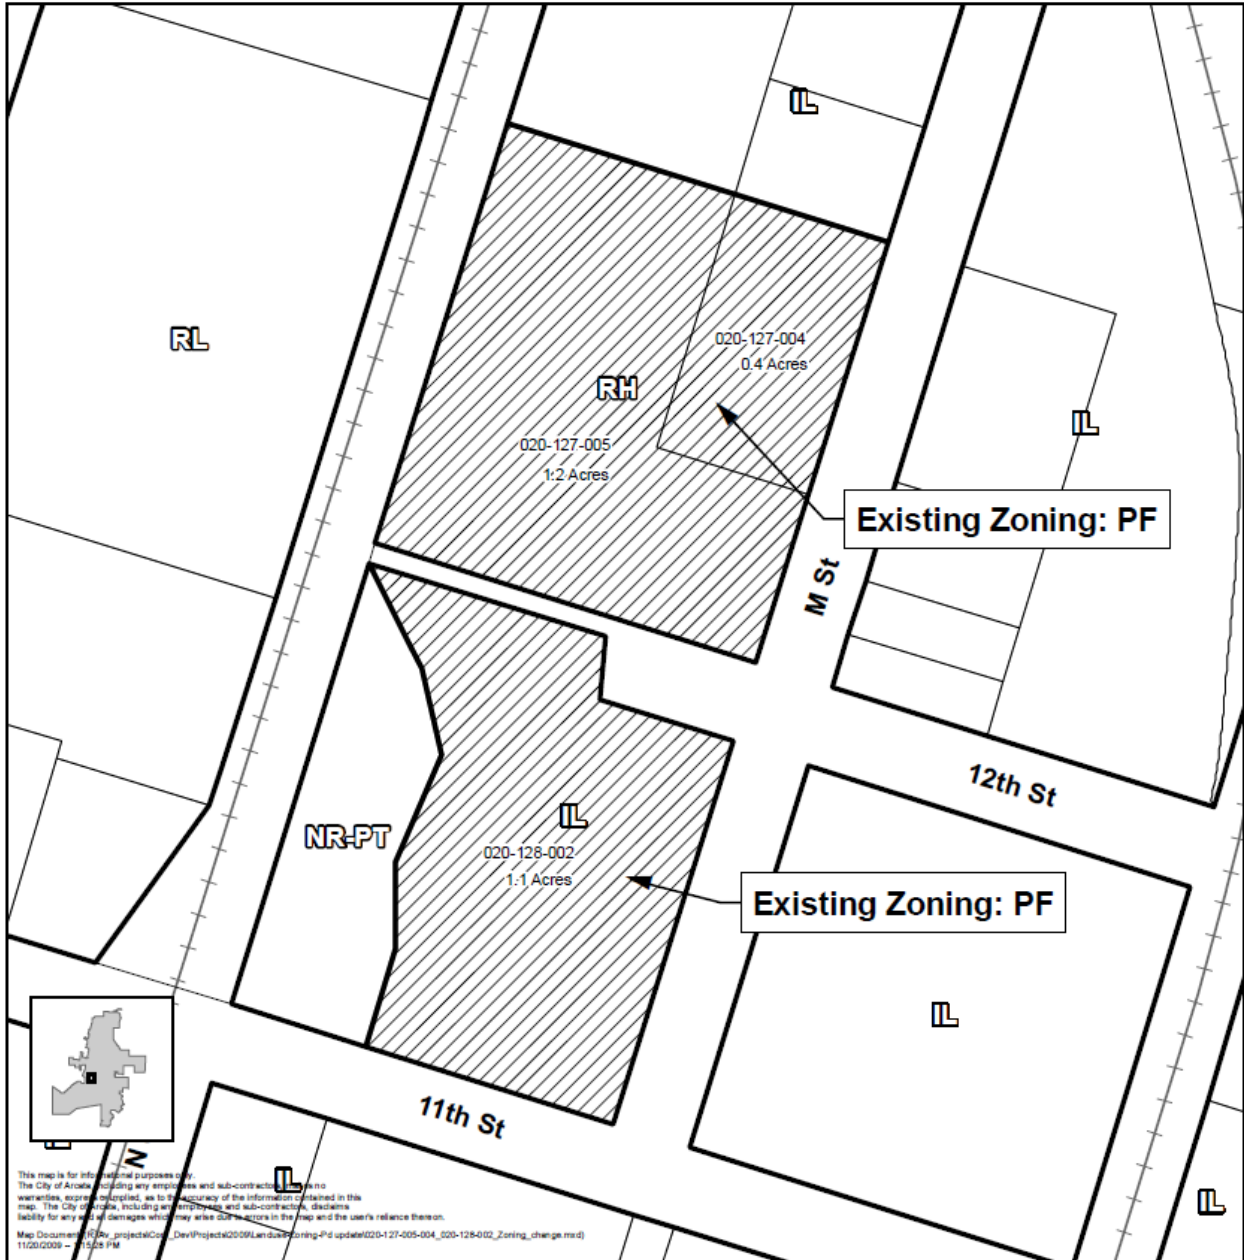 IL
RL
020-127-004
0.4 Acres
RH
IL
020-127-005
1.2 Acres
Existing Zoning: PF
M St
12th St
IL
NR-PT
020-128-002
1.1 Acres
Existing Zoning: PF
IL
11th St
IL
N
IL
IL
This map is for informational purposes only.
The City of Arcata, including any employees and sub-contractors, makes no
warranties, express or implied, as to the accuracy of the information contained in this
map. The City of Arcata, including any employees and sub-contractors, disclaims
liability for any and all damages which may arise due to errors in the map and the user's reliance thereon.
Map Document:
11/20/2009 -- PM